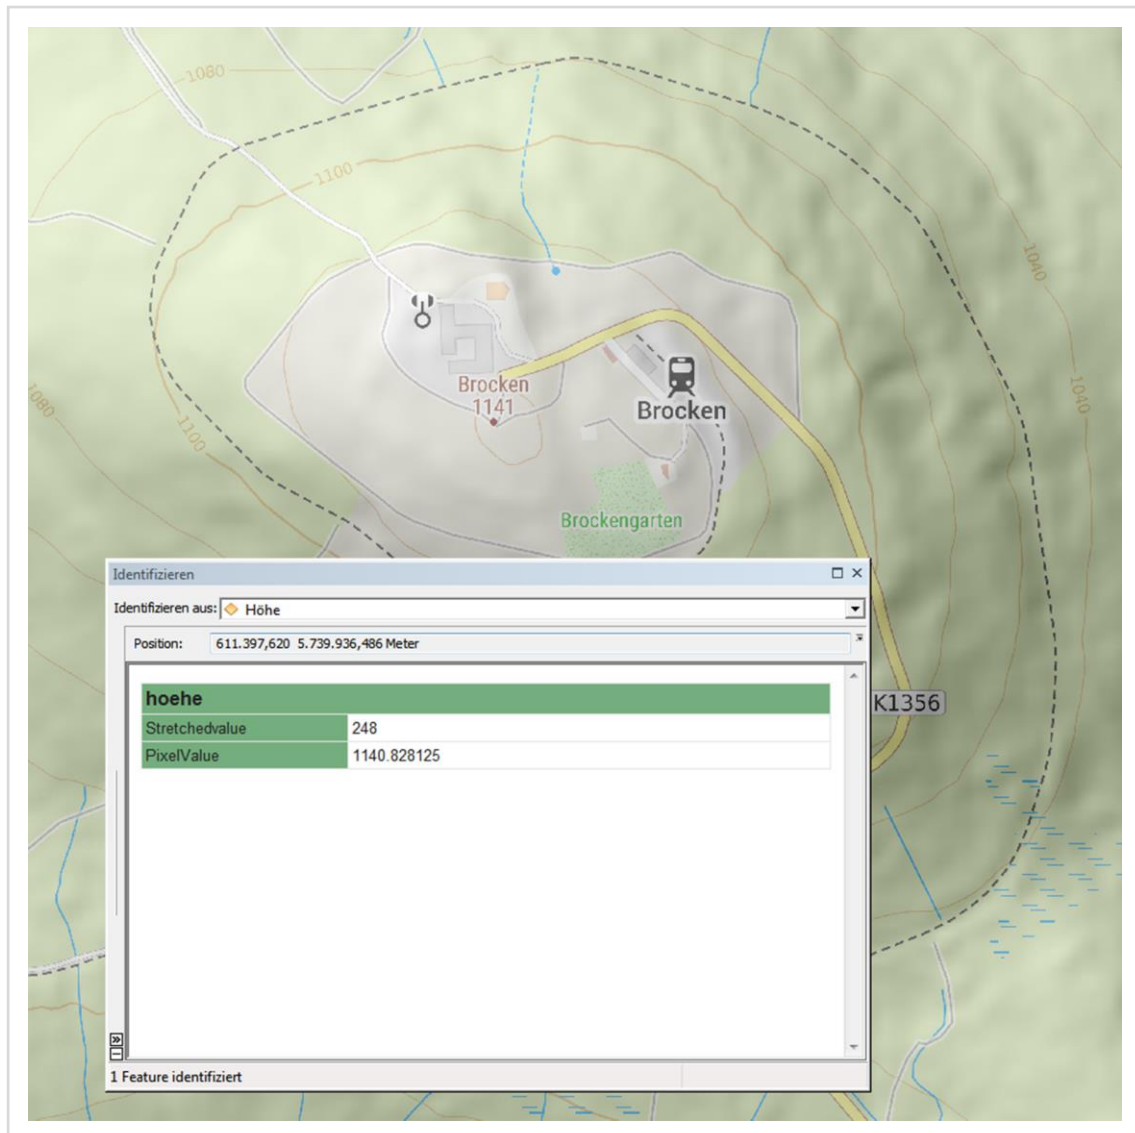 1080
1100
1040
Brocken
1141
Brocken
1040
1080
1100
Brockengarten
Identifizieren
Identifizieren aus:
Höhe
Position:
611.397,620 5.739.936,486 Meter
hoehe
Stretchedvalue 248
PixelValue 1140.828125
K1356
1 Feature identifiziert